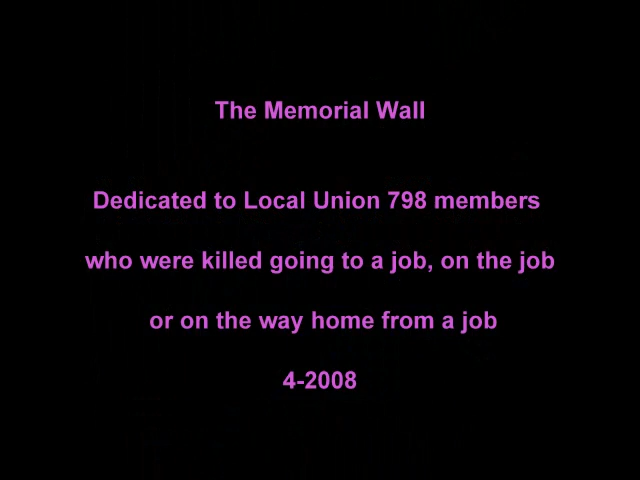 The Memorial Wall
Dedicated to Local Union 798 members
who were killed going to a job, on the job
or on the way home from a job
4-2008